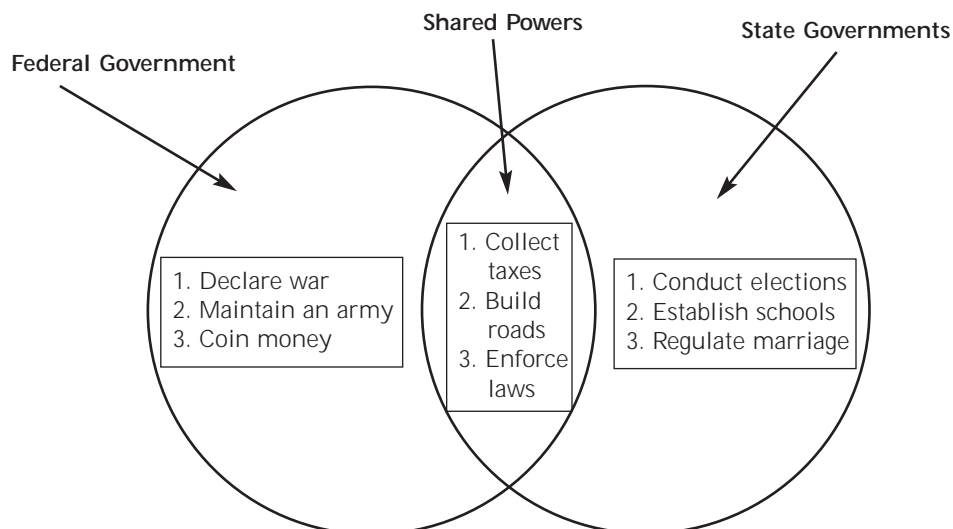 Shared Powers
State Governments
Federal Government
1. Declare war
2. Maintain an army
3. Coin money
1. Collect
taxes
2. Build
roads
3. Enforce
laws
1. Conduct elections
2. Establish schools
3. Regulate marriage